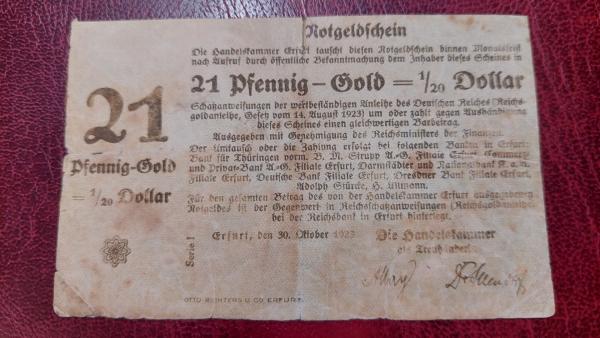 Notgeldschein
Die Handelskammer Erfurt tauscht diesen Notgeldschein binnen Monatsfrist
nach Aufruf durch öffentliche Bekanntmachung dem Inhaber dieses Scheines in
21 Pfennig-Gold = 1/20 Dollar
Schatzanweisungen der wertbeständigen Anleihe des Deutschen Reiches (Reichs-
goldanleihe, Gesetz vom 14. August 1923) um oder zahlt gegen Aushändigung
dieses Scheines einen gleichwertigen Barbetrag.
Ausgegeben mit Genehmigung des Reichsministers der Finanzen.
Der Umtausch oder die Zahlung erfolgt bei folgenden Banken in Erfurt:
Bank für Thüringen vorm. B. M. Strupp A.-G. Filiale Erfurt, Commerz-
und Privat-Bank A.-G. Filiale Erfurt, Darmstädter und Nationalbank K. a. A.
Filiale Erfurt, Deutsche Bank Filiale Erfurt, Dresdner Bank Filiale Erfurt,
Adolph Stürcke, H. Ullmann.
Für den gesamten Betrag des von der Handelskammer Erfurt ausgegebenen
Notgeldes ist der Gegenwert in Reichsschatzanweisungen (Reichsgoldanleihe)
bei der Reichsbank in Erfurt hinterlegt.
Erfurt, den 30. Oktober 1923
Die Handelskammer
als Treuhänderin
21
Pfennig-Gold
= 1/20 Dollar
Serie I
OTTO REINTERS U CO ERFURT